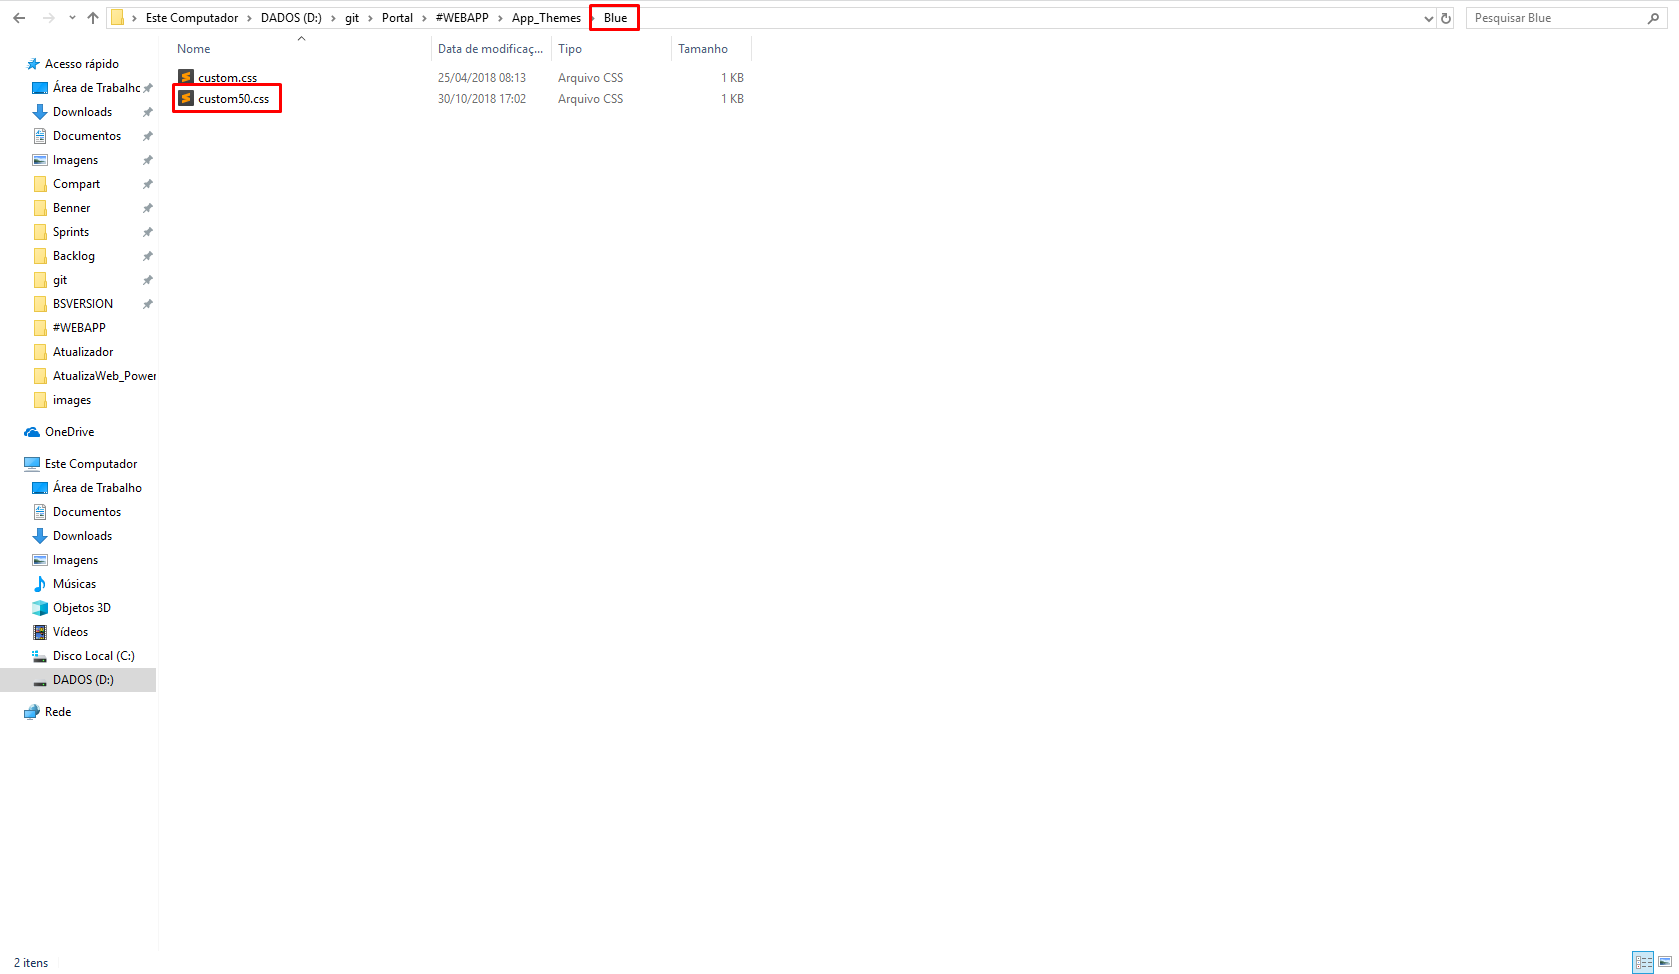 Este Computador > DADOS (D:) > git > Portal > #WEBAPP > App_Themes > Blue
Pesquisar Blue
Nome Data de modificaç... Tipo Tamanho
custom.css 25/04/2018 08:13 Arquivo CSS 1 KB
custom50.css 30/10/2018 17:02 Arquivo CSS 1 KB
Acesso rápido
Área de Trabalho
Downloads
Documentos
Imagens
Compart
Benner
Sprints
Backlog
git
BSVERSION
#WEBAPP
Atualizador
AtualizaWeb_Power
images
OneDrive
Este Computador
Área de Trabalho
Documentos
Downloads
Imagens
Músicas
Objetos 3D
Vídeos
Disco Local (C:)
DADOS (D:)
Rede
2 itens